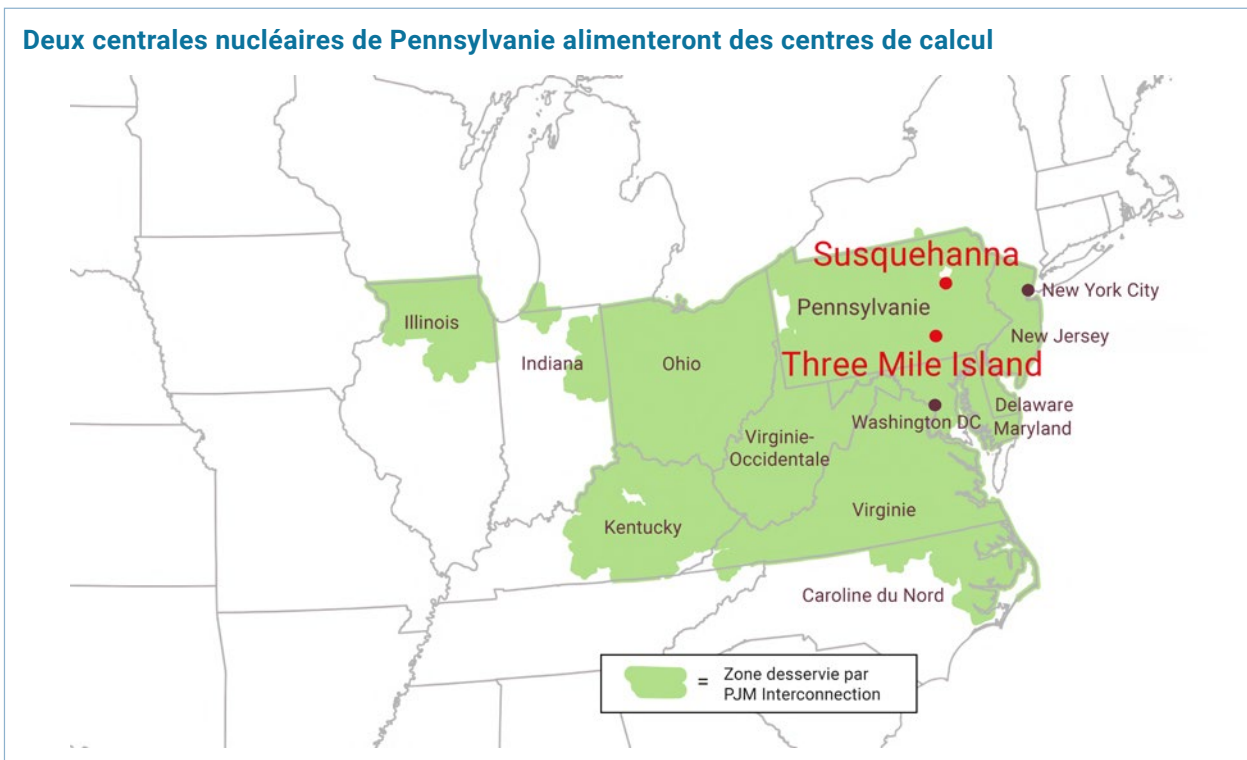 Deux centrales nucléaires de Pennsylvanie alimenteront des centres de calcul
Susquehanna
New York City
Pennsylvanie
Illinois
New Jersey
Indiana
Ohio
Three Mile Island
Delaware
Washington DC
Maryland
Virginie-
Occidentale
Virginie
Kentucky
Caroline du Nord
= Zone desservie par
PJM Interconnection